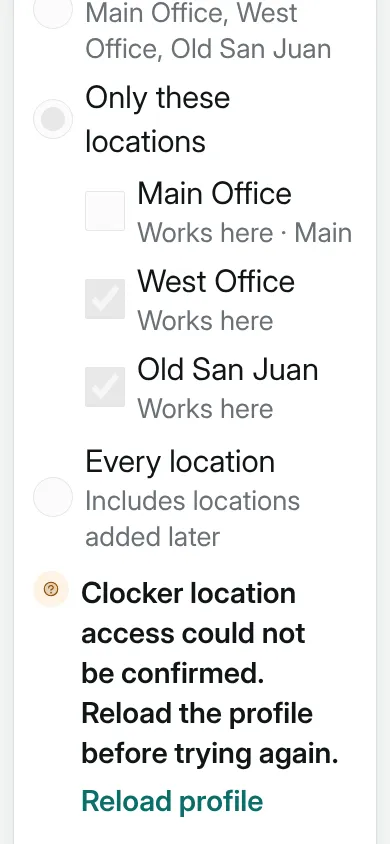 Main Office, West
Office, Old San Juan
Only these
locations
Main Office
Works here · Main
West Office
Works here
Old San Juan
Works here
Every location
Includes locations
added later
Clocker location
access could not
be confirmed.
Reload the profile
before trying again.
Reload profile